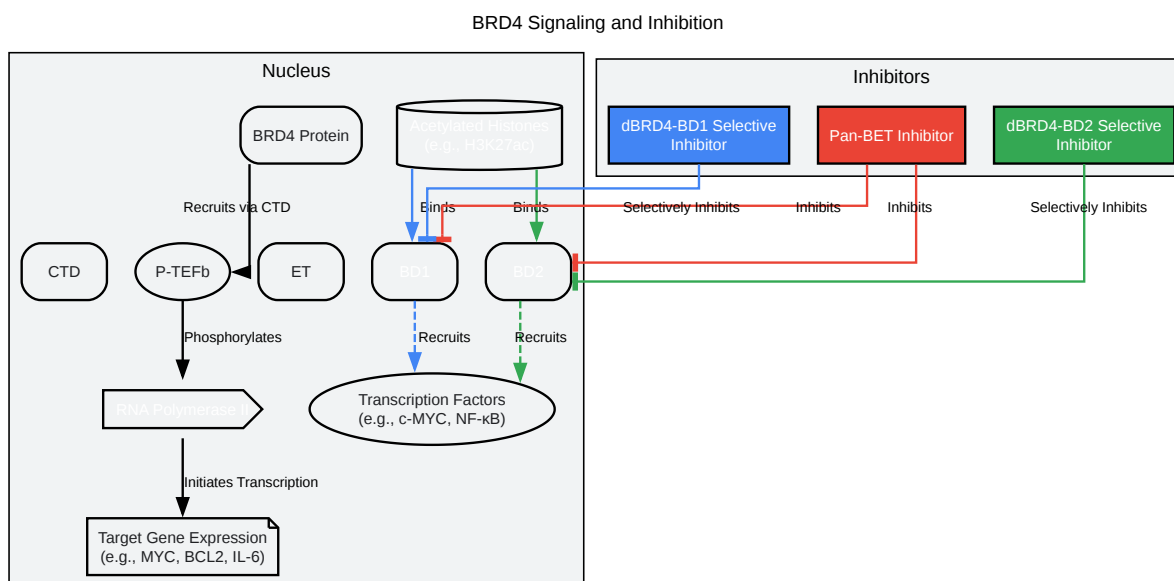 BRD4 Signaling and Inhibition
Nucleus
Inhibitors
BRD4 Protein
Acetylated Histones
(e.g., H3K27ac)
dBRD4-BD1 Selective
Inhibitor
Pan-BET Inhibitor
dBRD4-BD2 Selective
Inhibitor
Recruits via CTD
Binds
Binds
Selectively Inhibits
Inhibits
Inhibits
Selectively Inhibits
CTD
P-TEFb
ET
BD1
BD2
Phosphorylates
Recruits
Recruits
RNA Polymerase II
Transcription Factors
(e.g., c-MYC, NF-κB)
Initiates Transcription
Target Gene Expression
(e.g., MYC, BCL2, IL-6)